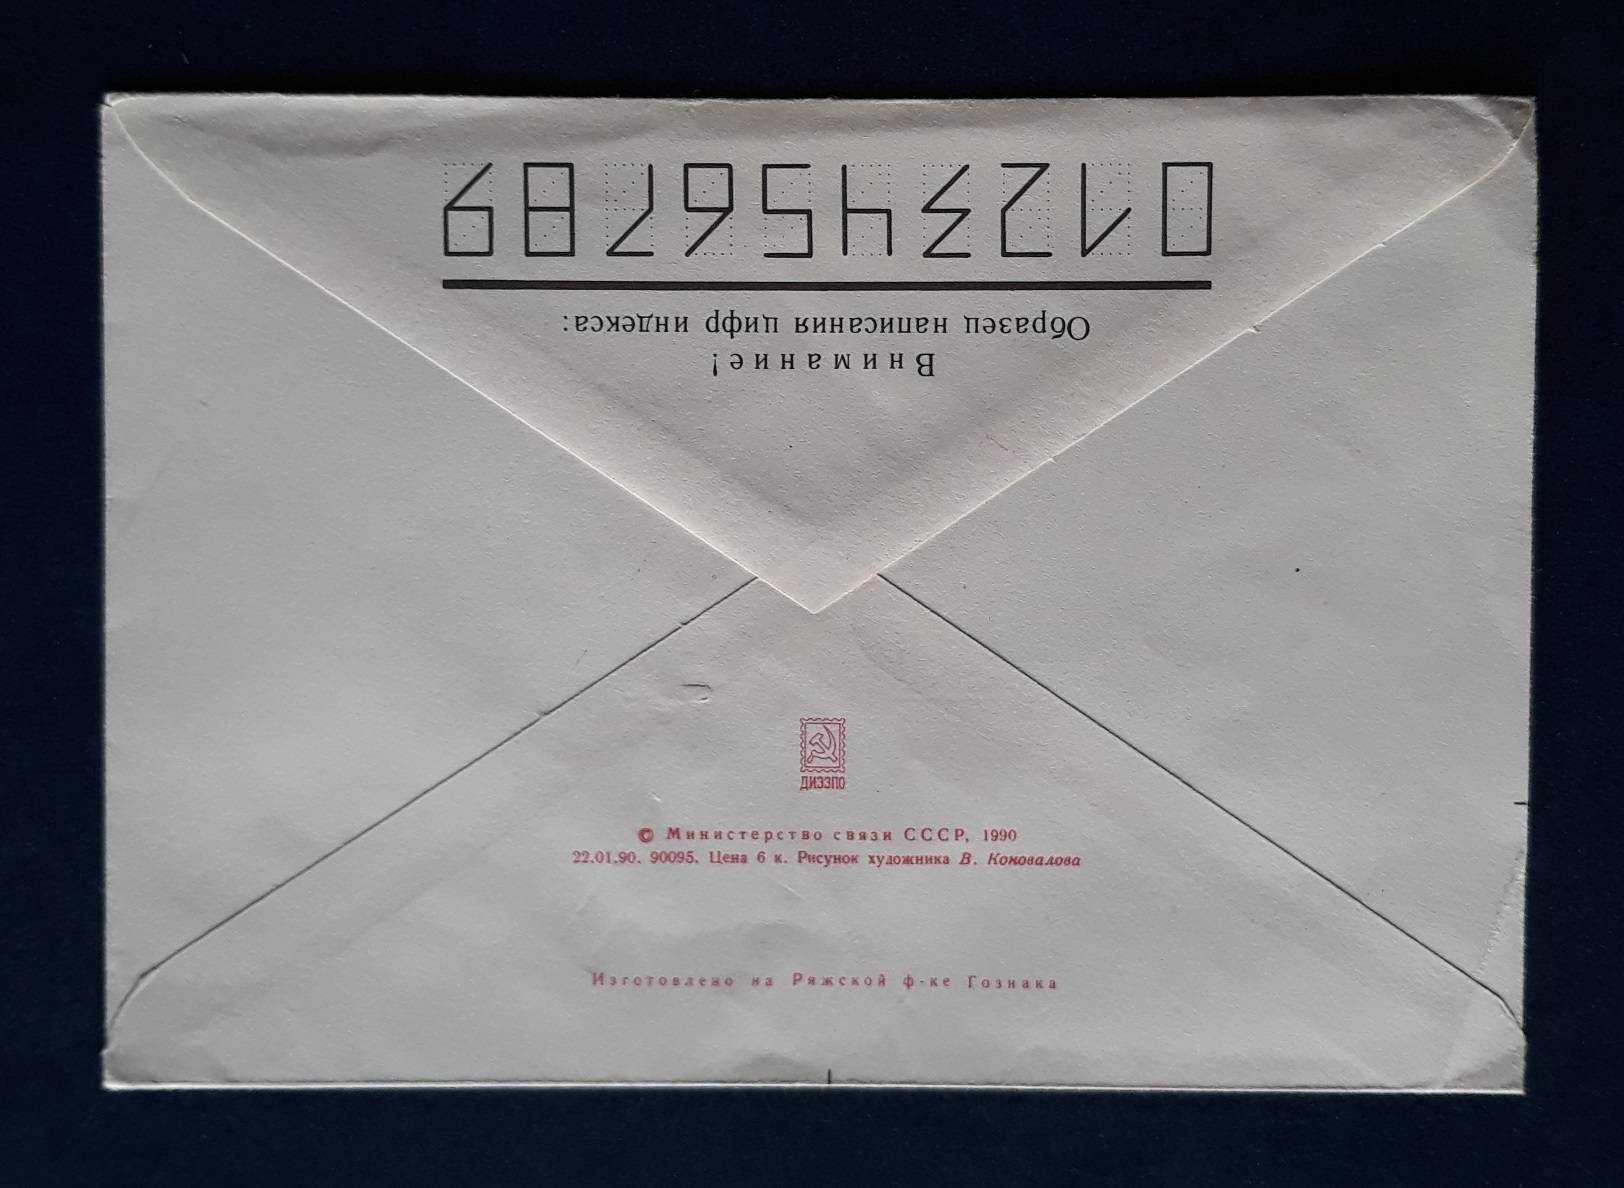 Внимание!
Образец написания цифр индекса:
0123456789
ДИЭЗПО
© Министерство связи СССР, 1990
22.01.90. 90095. Цена 6 к. Рисунок художника В. Коновалова
Изготовлено на Ряжской ф-ке Гознака